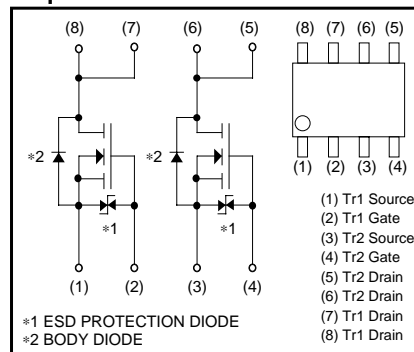 (8) (7) (6) (5)
∗2 ∗2
∗1 ∗1
(1) (2) (3) (4)
∗1 ESD PROTECTION DIODE
∗2 BODY DIODE
(8) (7) (6) (5)
(1) (2) (3) (4)
(1) Tr1 Source
(2) Tr1 Gate
(3) Tr2 Source
(4) Tr2 Gate
(5) Tr2 Drain
(6) Tr2 Drain
(7) Tr1 Drain
(8) Tr1 Drain